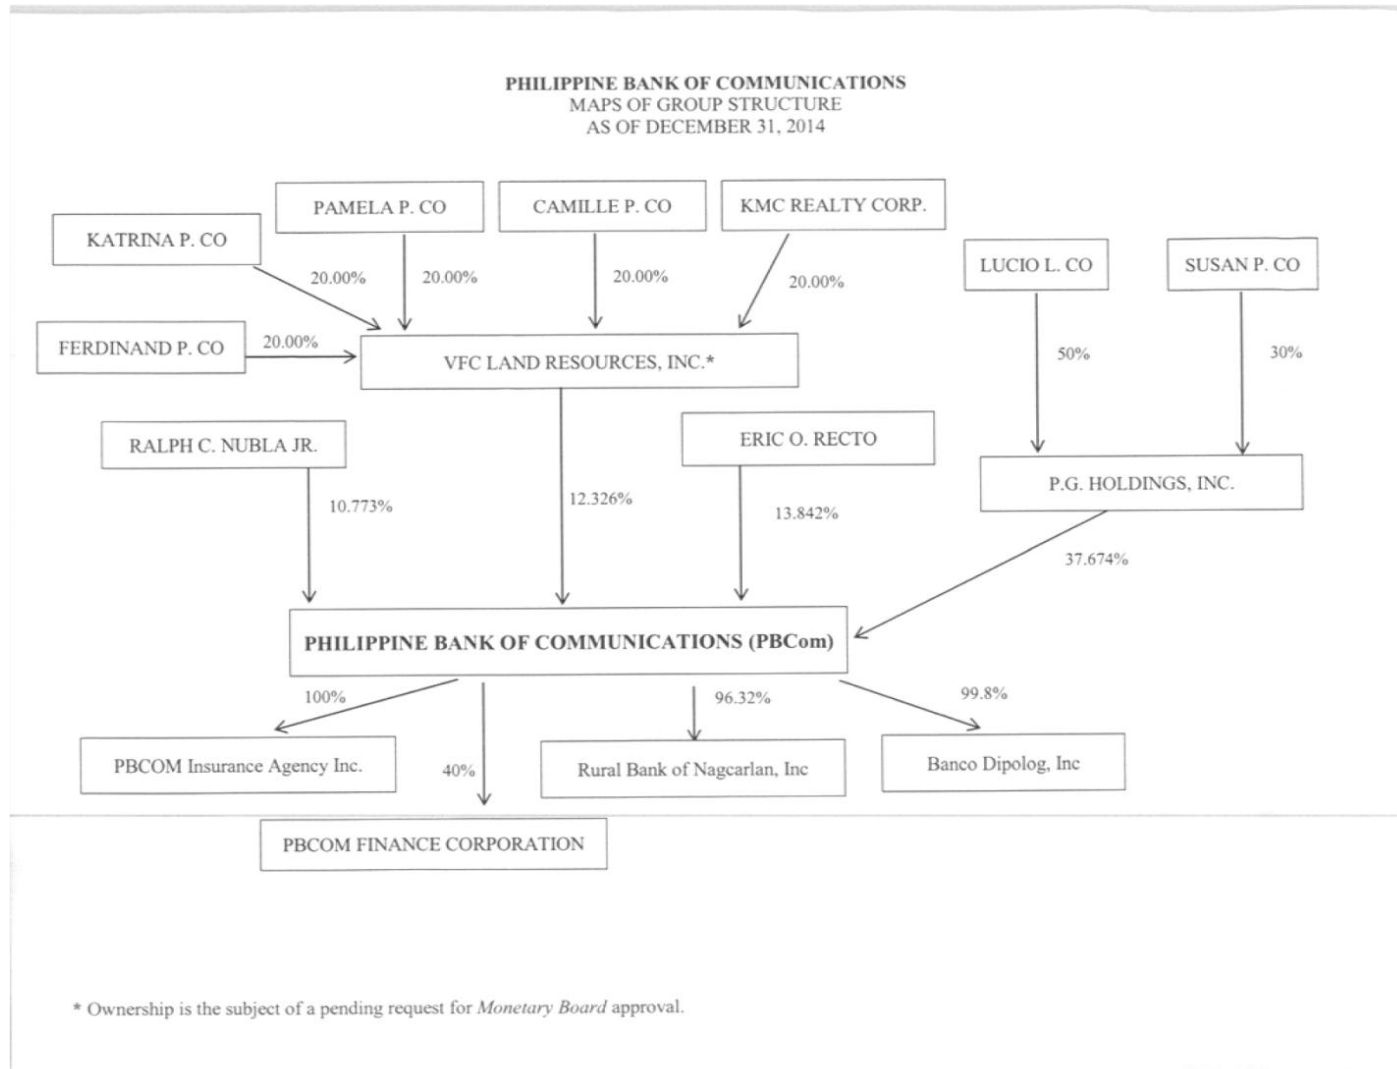 PHILIPPINE BANK OF COMMUNICATIONS
MAPS OF GROUP STRUCTURE
AS OF DECEMBER 31, 2014
KATRINA P. CO
PAMELA P. CO
CAMILLE P. CO
KMC REALTY CORP.
LUCIO L. CO
SUSAN P. CO
20.00%
20.00%
20.00%
20.00%
FERDINAND P. CO
20.00%
VFC LAND RESOURCES, INC.*
50%
30%
RALPH C. NUBLA JR.
ERIC O. RECTO
P.G. HOLDINGS, INC.
10.773%
12.326%
13.842%
37.674%
PHILIPPINE BANK OF COMMUNICATIONS (PBCom)
100%
96.32%
99.8%
PBCOM Insurance Agency Inc.
40%
Rural Bank of Nagcarlan, Inc
Banco Dipolog, Inc
PBCOM FINANCE CORPORATION
* Ownership is the subject of a pending request for Monetary Board approval.